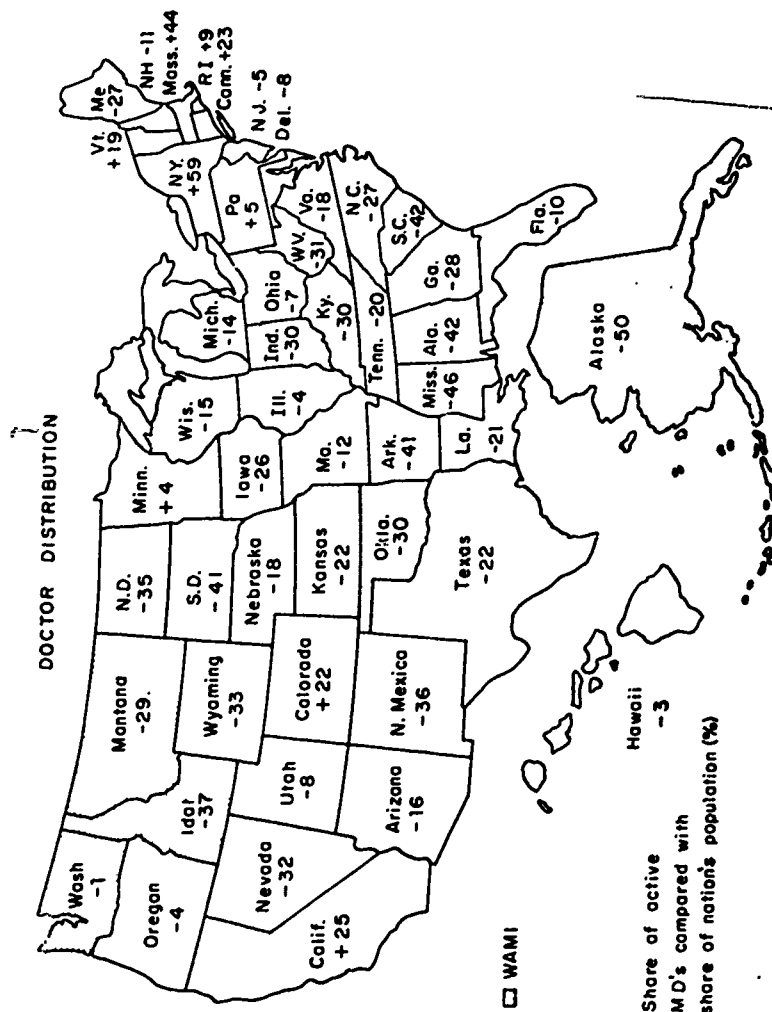 DOCTOR DISTRIBUTION
Wash
-1
Oregon
-4
Calif.
+25
Nevada
-32
Idat
-37
Montana
-29.
Wyoming
-33
Utah
-8
Colorado
+22
Arizona
-16
N. Mexico
-36
N.D.
-35
S.D.
-41
Nebraska
-18
Kansas
-22
Okla.
-30
Texas
-22
Minn.
+4
Iowa
-26
Mo.
-12
Ark.
-41
La.
-21
Wis.
-15
Ill.
-4
Mich.
-14
Ind.
-30
Ohio
-7
Ky.
-30
Tenn. -20
Miss.
-46
Ala.
-42
Ga.
-28
Fla.
-10
S.C.
-42
N.C.
-27
Va.
-18
WV.
-31
Pa
+5
NY.
+59
Vt.
+19
Me
-27
NH -11
Mass. +44
RI +9
Conn. +23
NJ. -5
Del. -8
Alaska
-50
Hawaii
-3
WAMI
Share of active
MD's compared with
share of nation's population (%)